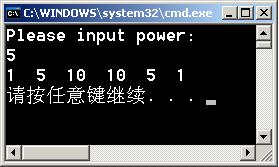 C:\WINDOWS\system32\cmd.exe
Please input power:
5
1  5  10  10  5  1
请按任意键继续. . .